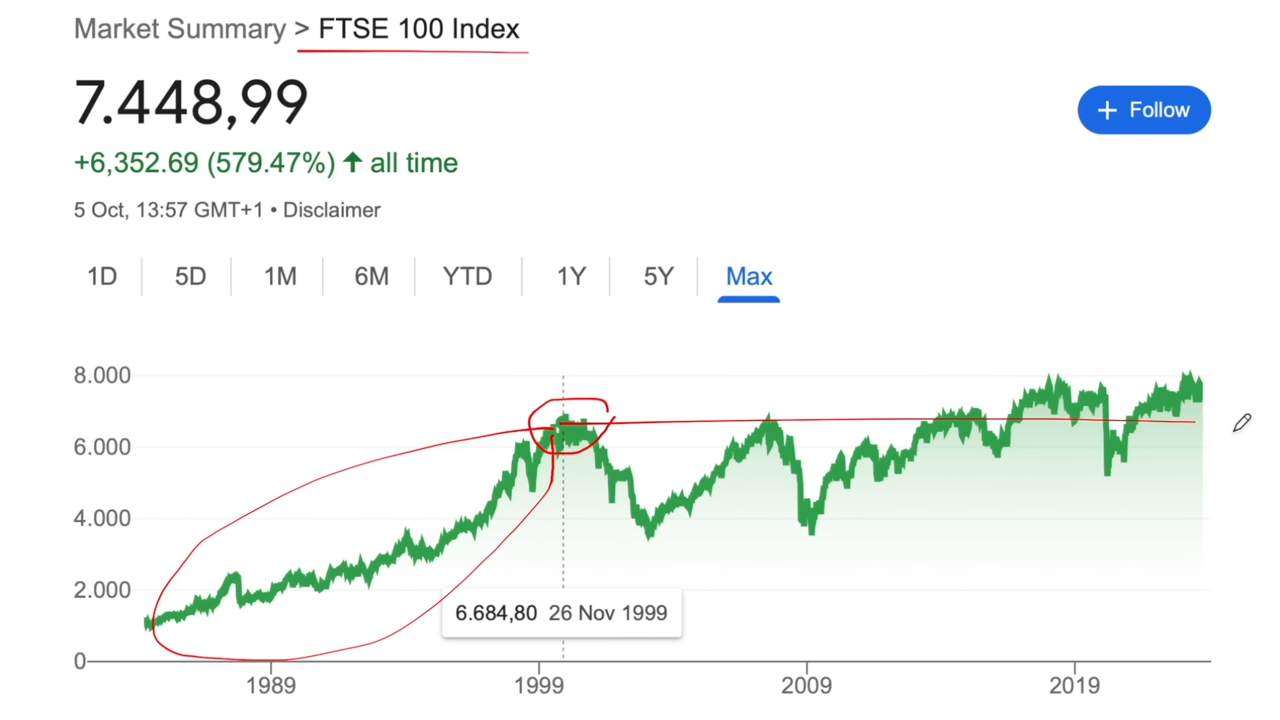 Market Summary > FTSE 100 Index
7.448,99
+ Follow
+6,352.69 (579.47%) ↑ all time
5 Oct, 13:57 GMT+1 • Disclaimer
1D 5D 1M 6M YTD 1Y 5Y Max
8.000
6.000
4.000
2.000
6.684,80 26 Nov 1999
0
1989 1999 2009 2019